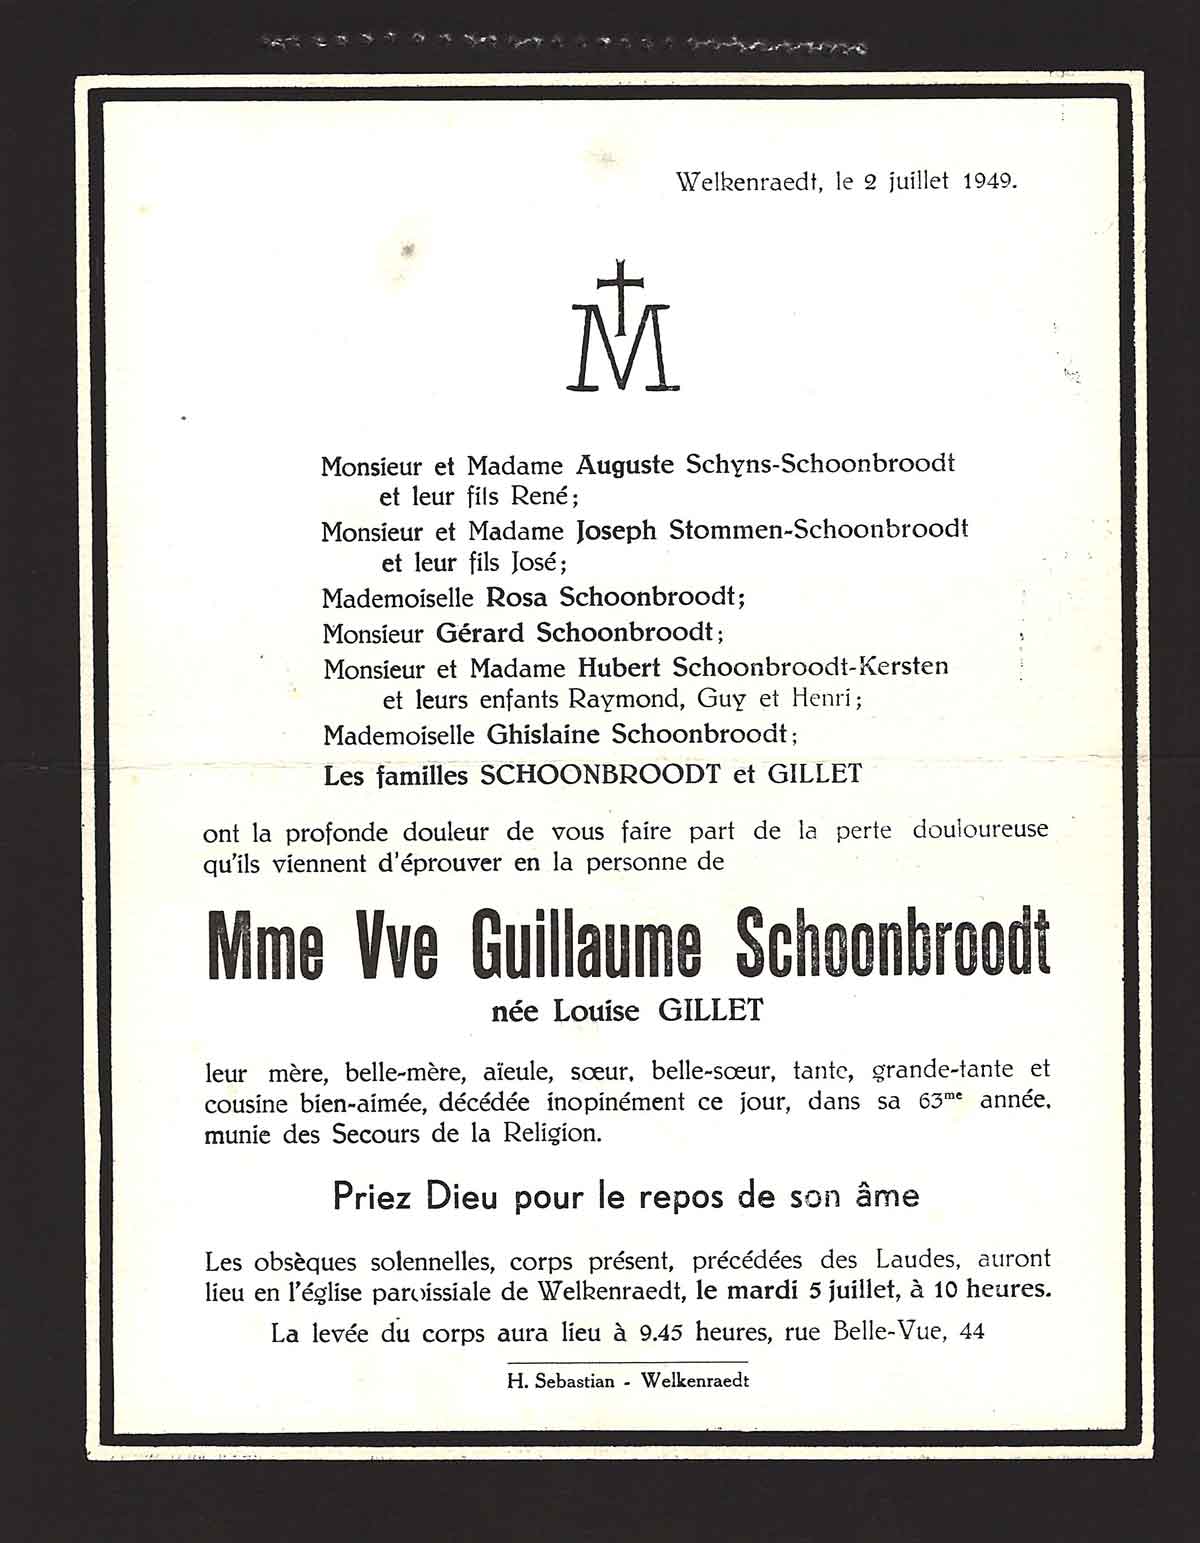 Welkenraedt, le 2 juillet 1949.
M
Monsieur et Madame Auguste Schyns-Schoonbroodt
et leur fils René;
Monsieur et Madame Joseph Stommen-Schoonbroodt
et leur fils José;
Mademoiselle Rosa Schoonbroodt;
Monsieur Gérard Schoonbroodt;
Monsieur et Madame Hubert Schoonbroodt-Kersten
et leurs enfants Raymond, Guy et Henri;
Mademoiselle Ghislaine Schoonbroodt;
Les familles SCHOONBROODT et GILLET
ont la profonde douleur de vous faire part de la perte douloureuse
qu'ils viennent d'éprouver en la personne de
Mme Vve Guillaume Schoonbroodt
née Louise GILLET
leur mère, belle-mère, aïeule, sœur, belle-sœur, tante, grande-tante et
cousine bien-aimée, décédée inopinément ce jour, dans sa 63me année,
munie des Secours de la Religion.
Priez Dieu pour le repos de son âme
Les obsèques solennelles, corps présent, précédées des Laudes, auront
lieu en l'église paroissiale de Welkenraedt, le mardi 5 juillet, à 10 heures.
La levée du corps aura lieu à 9.45 heures, rue Belle-Vue, 44
H. Sebastian - Welkenraedt